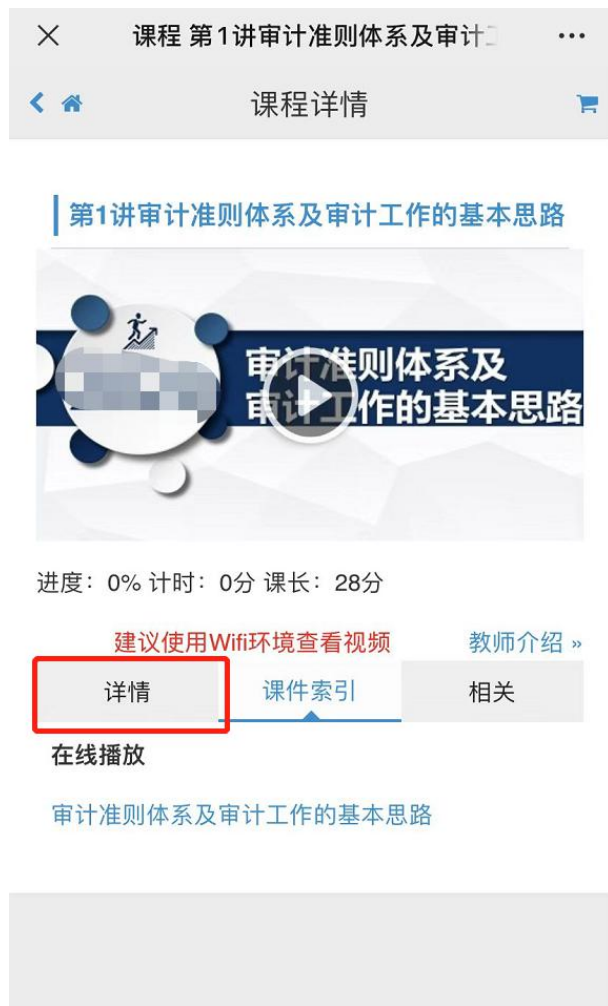 课程 第1讲审计准则体系及审计
课程详情
第1讲审计准则体系及审计工作的基本思路
审计准则体系及
审计工作的基本思路
进度：0% 计时：0分 课长：28分
建议使用Wifi环境查看视频 教师介绍 »
详情 课件索引 相关
在线播放
审计准则体系及审计工作的基本思路